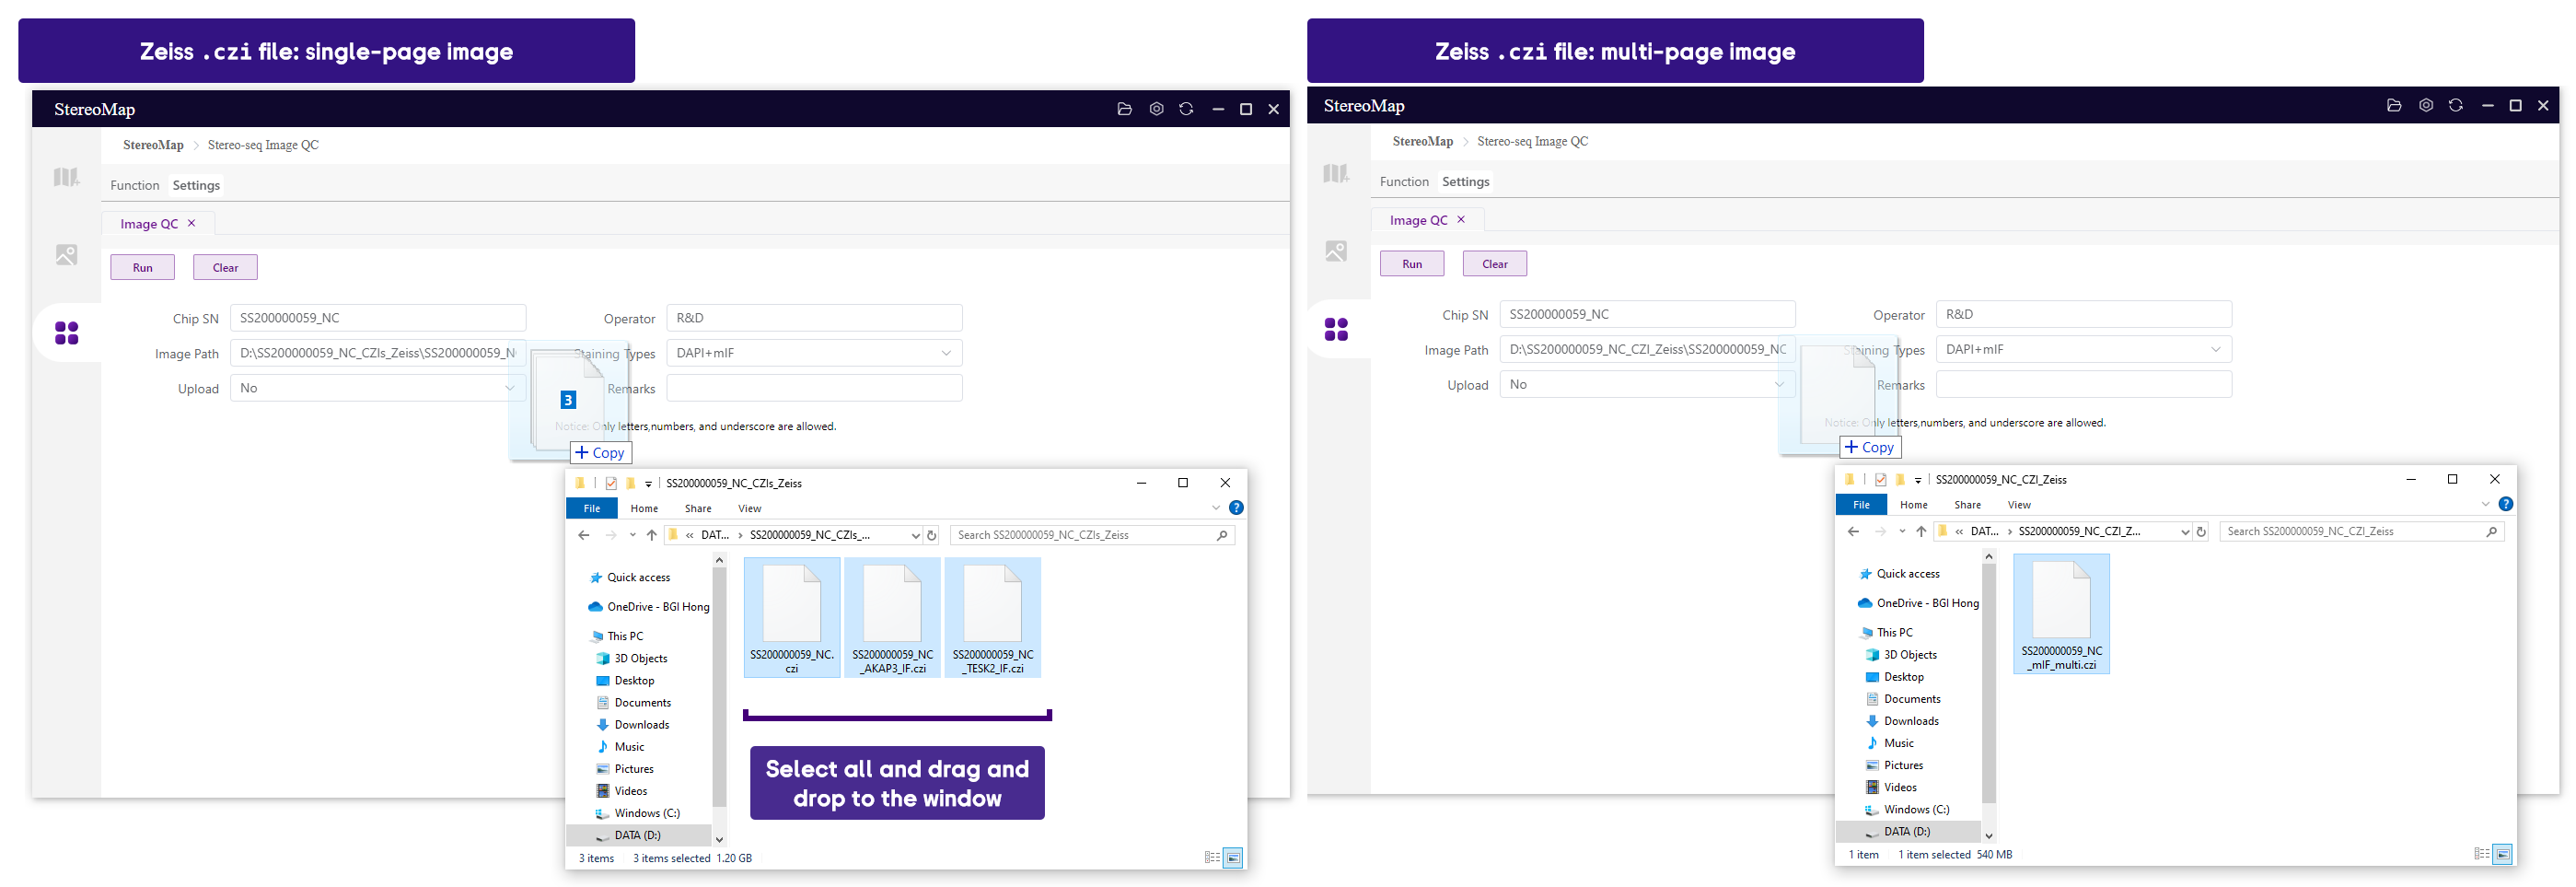 Zeiss .czi file: single-page image
StereoMap
StereoMap > Stereo-seq Image QC
Function Settings
Image QC ×
Run Clear
Chip SN SS200000059_NC Operator R&D
Image Path D:\SS200000059_NC_CZIs_Zeiss\SS200000059_N Staining Types DAPI+mIF
Upload No Remarks
3
Notice: Only letters,numbers, and underscore are allowed.
+ Copy
SS200000059_NC_CZIs_Zeiss
File Home Share View
« DAT... > SS200000059_NC_CZIs_... Search SS200000059_NC_CZIs_Zeiss
Quick access
OneDrive - BGI Hong
This PC
3D Objects
Desktop
Documents
Downloads
Music
Pictures
Videos
Windows (C:)
DATA (D:)
SS200000059_NC.
czi
SS200000059_NC
_AKAP3_IF.czi
SS200000059_NC
_TESK2_IF.czi
Select all and drag and
drop to the window
3 items 3 items selected 1.20 GB
Zeiss .czi file: multi-page image
StereoMap
StereoMap > Stereo-seq Image QC
Function Settings
Image QC ×
Run Clear
Chip SN SS200000059_NC Operator R&D
Image Path D:\SS200000059_NC_CZI_Zeiss\SS200000059_NC Staining Types DAPI+mIF
Upload No Remarks
Notice: Only letters,numbers, and underscore are allowed.
+ Copy
SS200000059_NC_CZI_Zeiss
File Home Share View
« DAT... > SS200000059_NC_CZI_Z... Search SS200000059_NC_CZI_Zeiss
Quick access
OneDrive - BGI Hong
This PC
3D Objects
Desktop
Documents
Downloads
Music
Pictures
Videos
Windows (C:)
DATA (D:)
SS200000059_NC
_mIF_multi.czi
1 item 1 item selected 540 MB